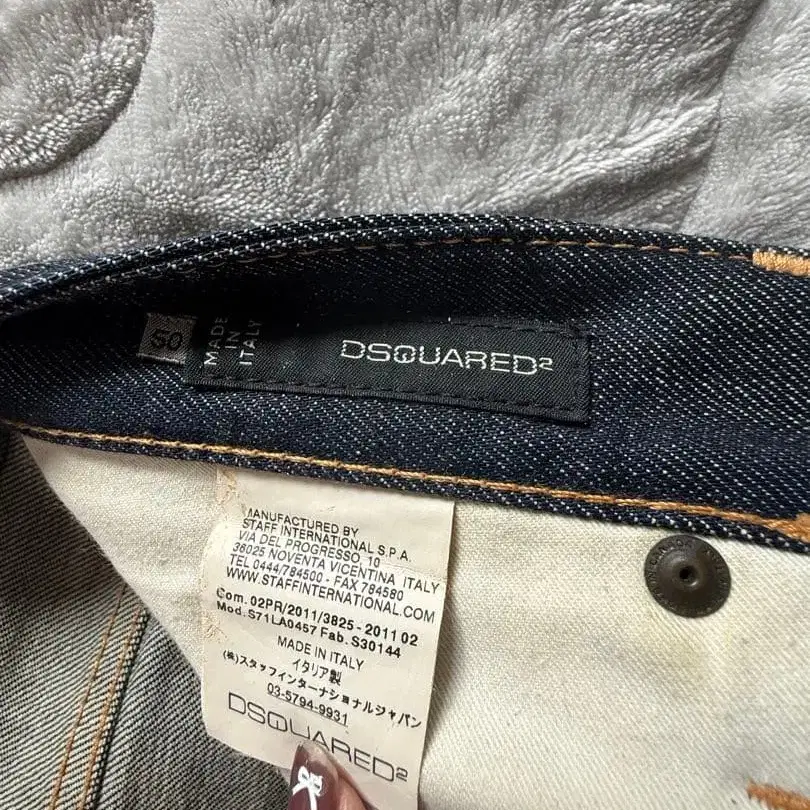 50
MADE
IN
ITALY
DSQUARED²
MANUFACTURED BY
STAFF INTERNATIONAL S.P.A.
VIA DEL PROGRESSO, 10
36025 NOVENTA VICENTINA ITALY
TEL 0444/784500 - FAX 784580
WWW.STAFFINTERNATIONAL.COM
Com. 02PR/2011/3825 - 2011 02
Mod. S71LA0457 Fab. S30144
MADE IN ITALY
イタリア製
(株)スタッフインターナショナルジャパン
03-5794-9931
DSQUARED²